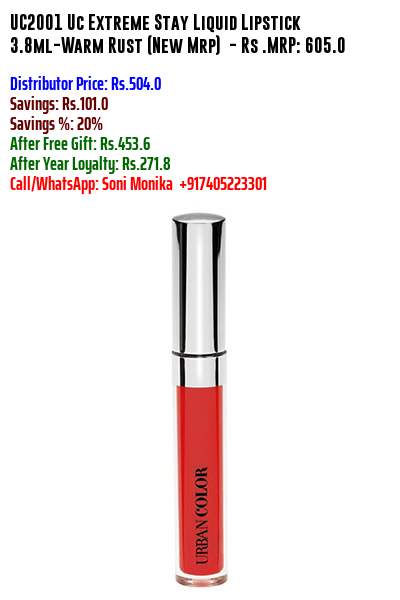 UC2001 Uc Extreme Stay Liquid Lipstick
3.8ml-Warm Rust (New Mrp) - Rs .MRP: 605.0
Distributor Price: Rs.504.0
Savings: Rs.101.0
Savings %: 20%
After Free Gift: Rs.453.6
After Year Loyalty: Rs.271.8
Call/WhatsApp: Soni Monika +917405223301
URBAN COLOR